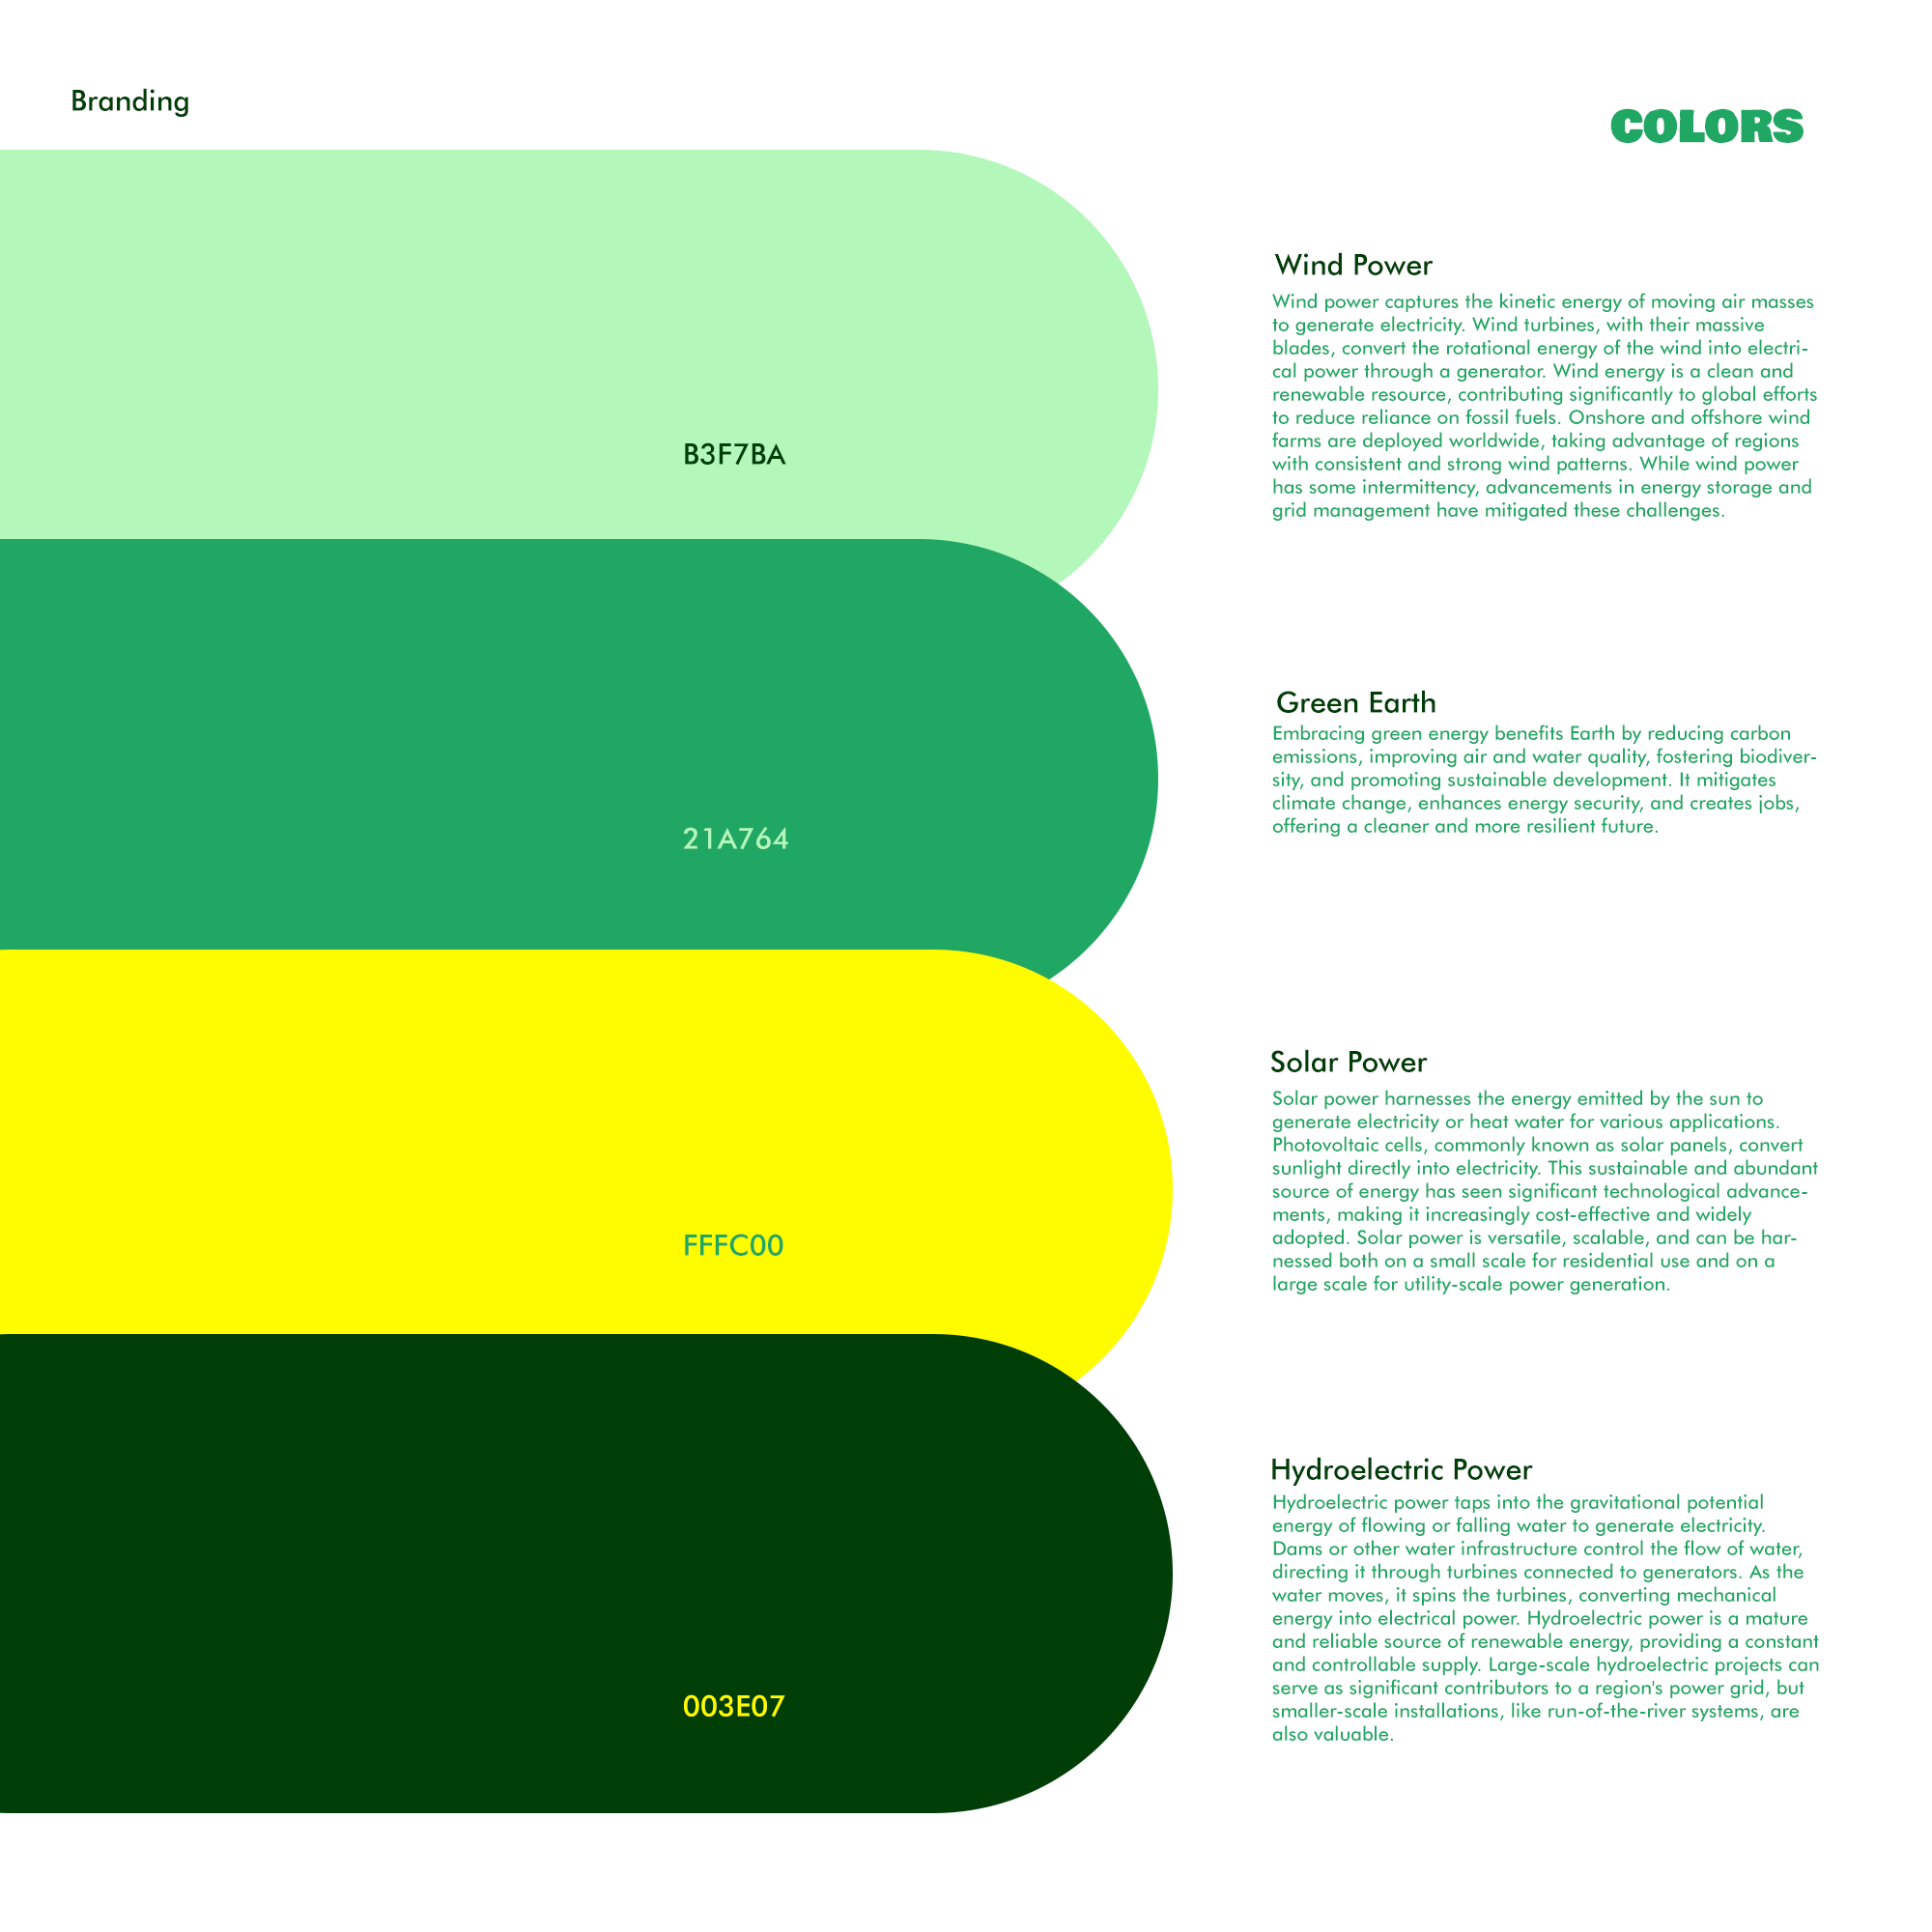 Branding
COLORS
B3F7BA
Wind Power
Wind power captures the kinetic energy of moving air masses
to generate electricity. Wind turbines, with their massive
blades, convert the rotational energy of the wind into electri-
cal power through a generator. Wind energy is a clean and
renewable resource, contributing significantly to global efforts
to reduce reliance on fossil fuels. Onshore and offshore wind
farms are deployed worldwide, taking advantage of regions
with consistent and strong wind patterns. While wind power
has some intermittency, advancements in energy storage and
grid management have mitigated these challenges.
21A764
Green Earth
Embracing green energy benefits Earth by reducing carbon
emissions, improving air and water quality, fostering biodiver-
sity, and promoting sustainable development. It mitigates
climate change, enhances energy security, and creates jobs,
offering a cleaner and more resilient future.
FFFC00
Solar Power
Solar power harnesses the energy emitted by the sun to
generate electricity or heat water for various applications.
Photovoltaic cells, commonly known as solar panels, convert
sunlight directly into electricity. This sustainable and abundant
source of energy has seen significant technological advance-
ments, making it increasingly cost-effective and widely
adopted. Solar power is versatile, scalable, and can be har-
nessed both on a small scale for residential use and on a
large scale for utility-scale power generation.
003E07
Hydroelectric Power
Hydroelectric power taps into the gravitational potential
energy of flowing or falling water to generate electricity.
Dams or other water infrastructure control the flow of water,
directing it through turbines connected to generators. As the
water moves, it spins the turbines, converting mechanical
energy into electrical power. Hydroelectric power is a mature
and reliable source of renewable energy, providing a constant
and controllable supply. Large-scale hydroelectric projects can
serve as significant contributors to a region's power grid, but
smaller-scale installations, like run-of-the-river systems, are
also valuable.